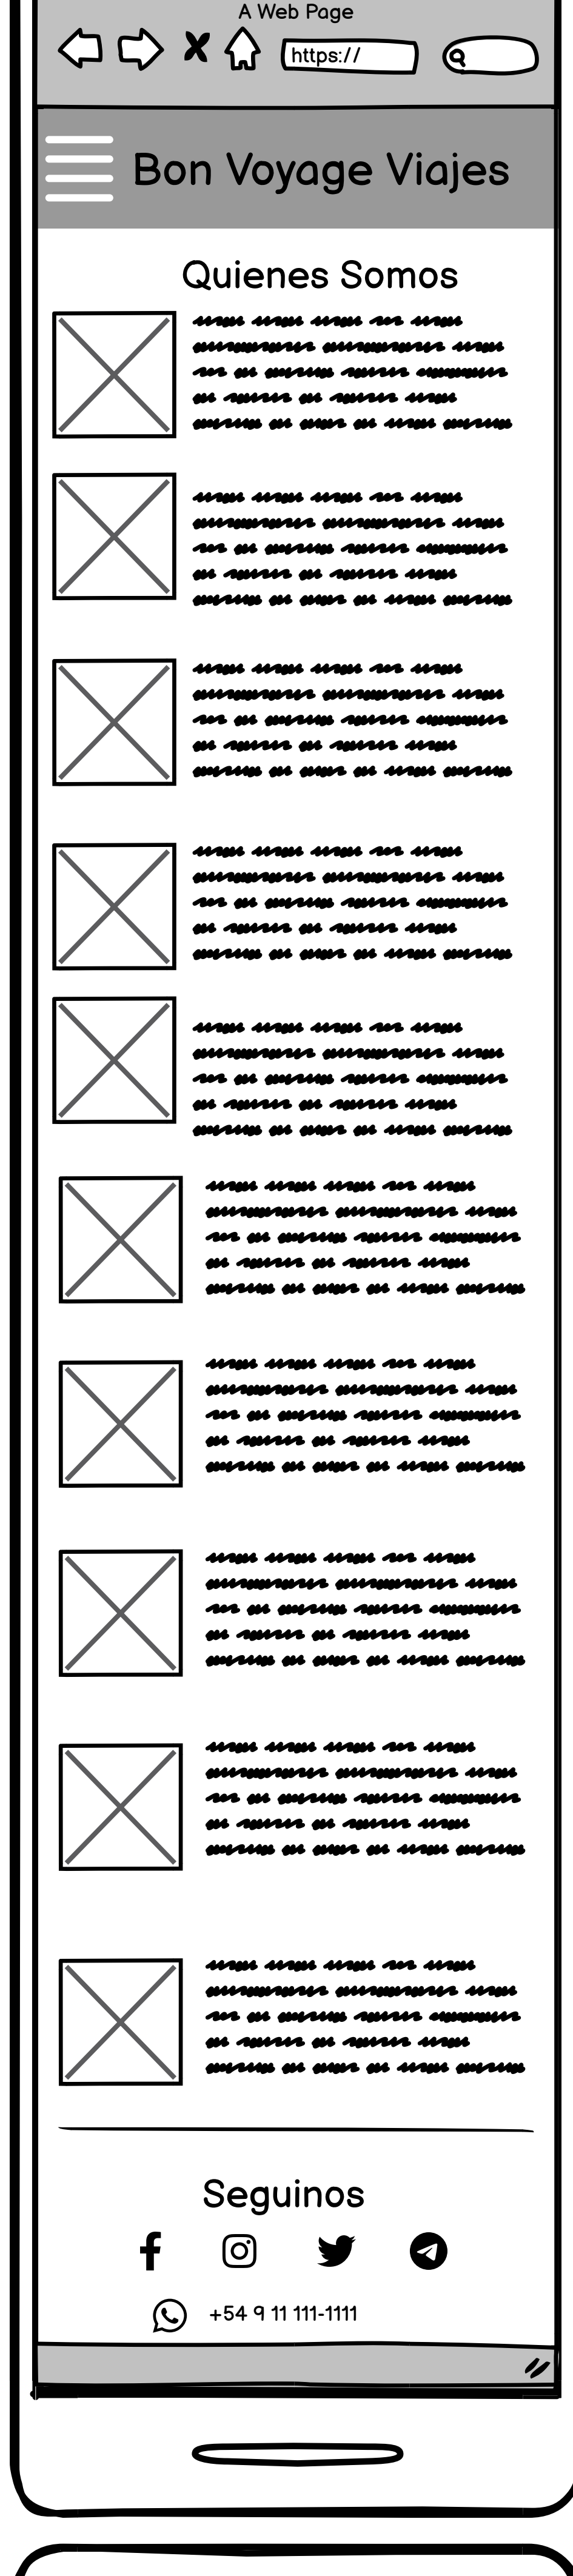 A Web Page
https://
Bon Voyage Viajes
Quienes Somos
Seguinos
+54 9 11 111-1111